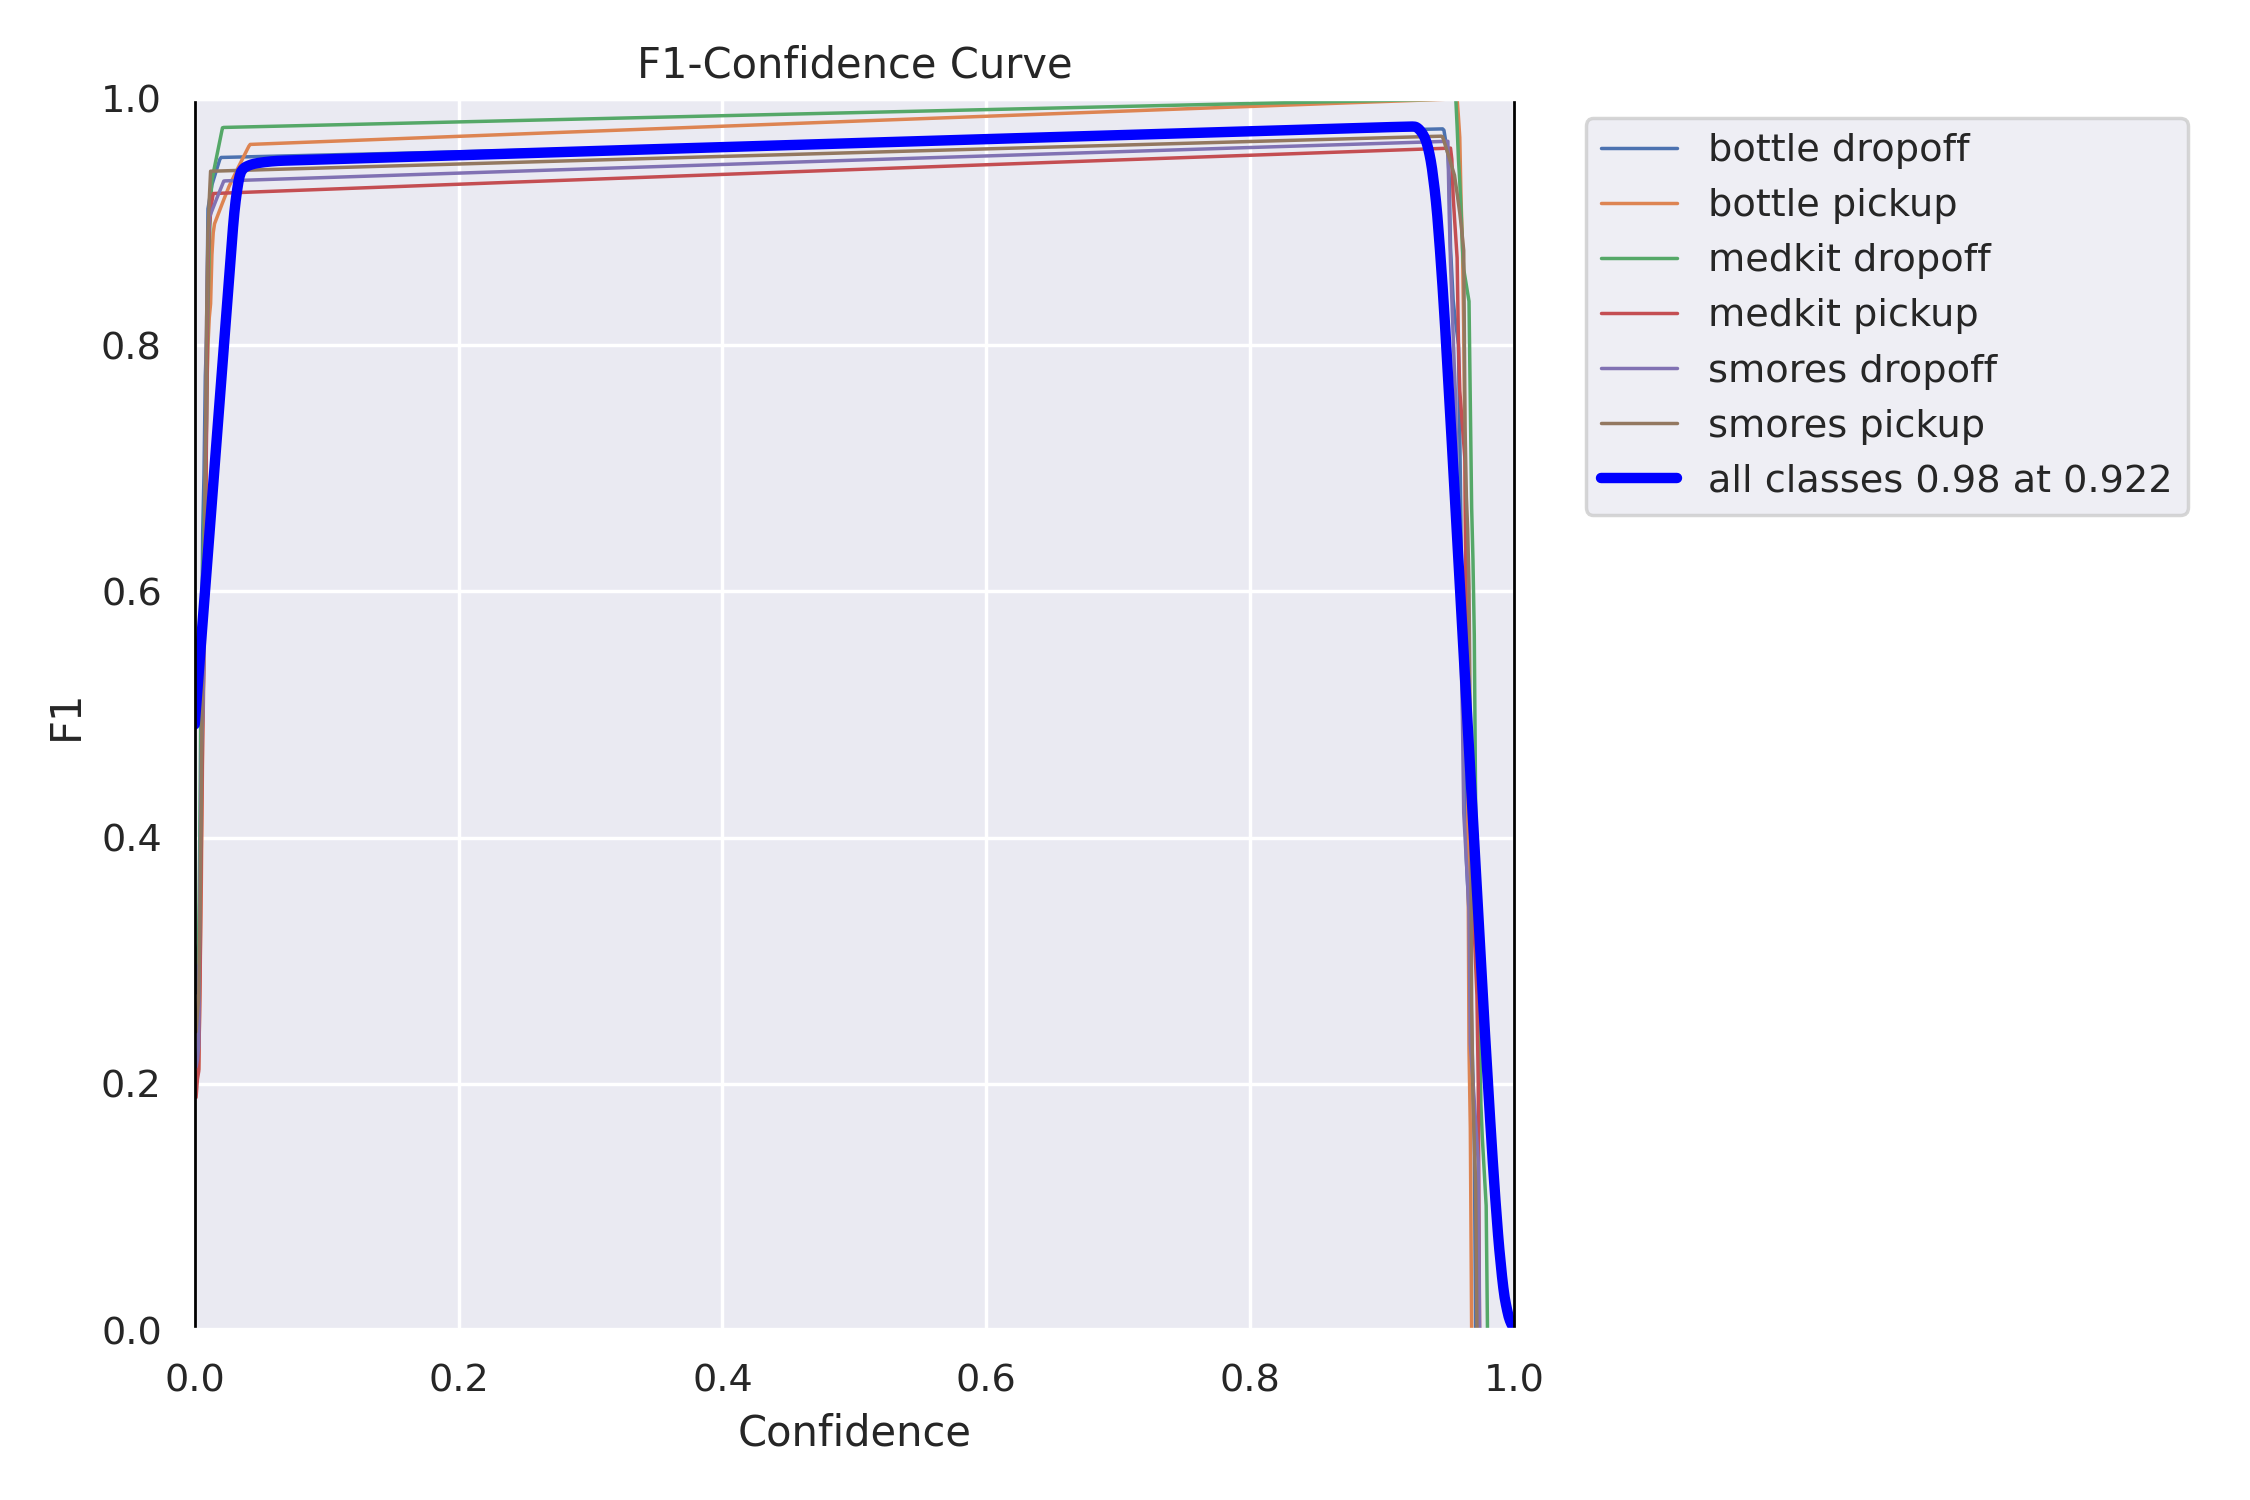 F1-Confidence Curve
1.0
0.8
0.6
0.4
0.2
0.0
F1
0.0 0.2 0.4 0.6 0.8 1.0
Confidence
bottle dropoff
bottle pickup
medkit dropoff
medkit pickup
smores dropoff
smores pickup
all classes 0.98 at 0.922